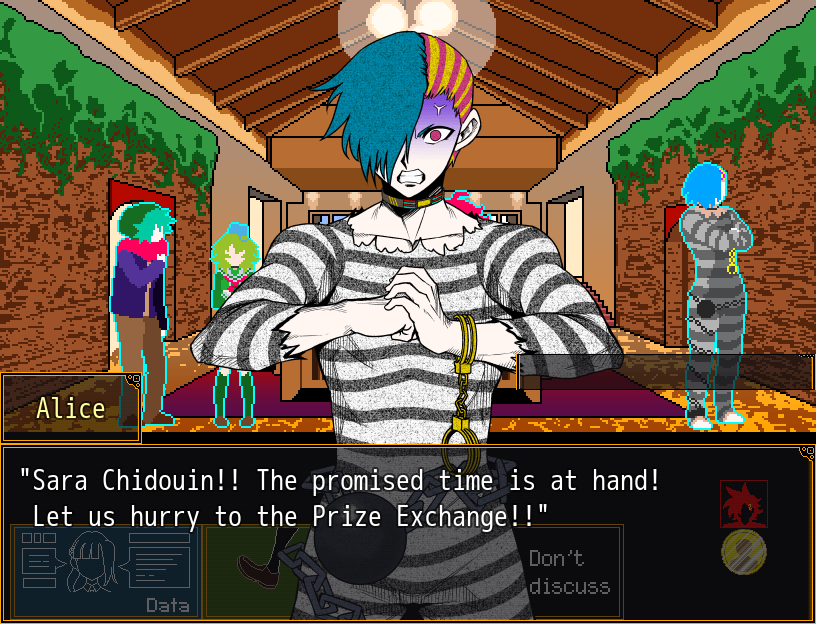 Alice
"Sara Chidouin!! The promised time is at hand!
Let us hurry to the Prize Exchange!!"
Data
Don't
discuss